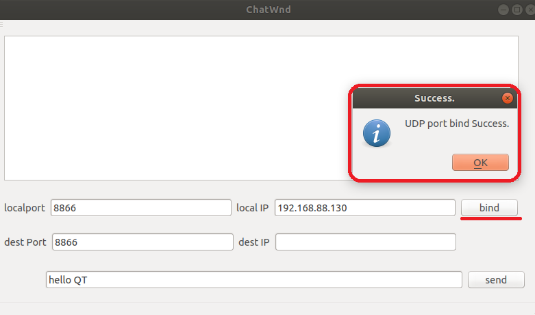 ChatWnd
Success.
UDP port bind Success.
OK
localport 8866 local IP 192.168.88.130 bind
dest Port 8866 dest IP
hello QT send